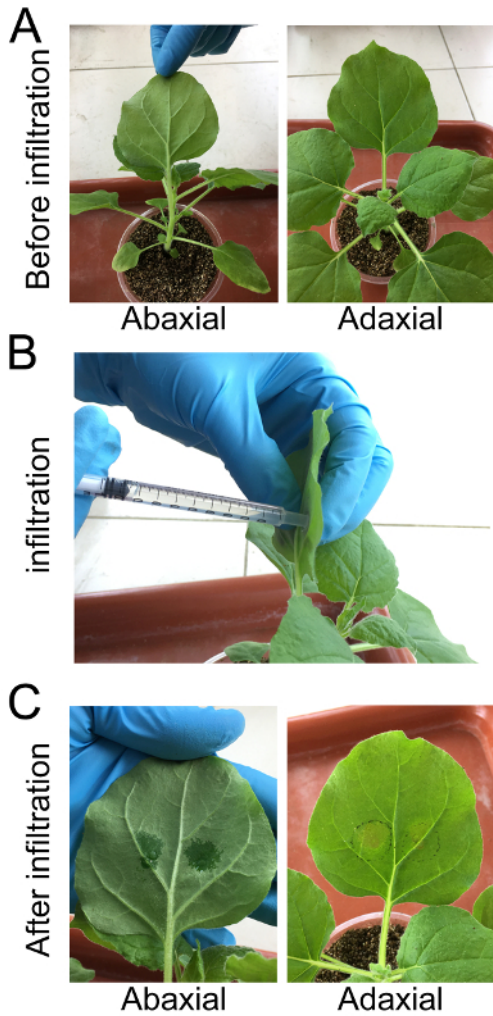 A
Before infiltration
Abaxial
Adaxial
B
infiltration
C
After infiltration
Abaxial
Adaxial